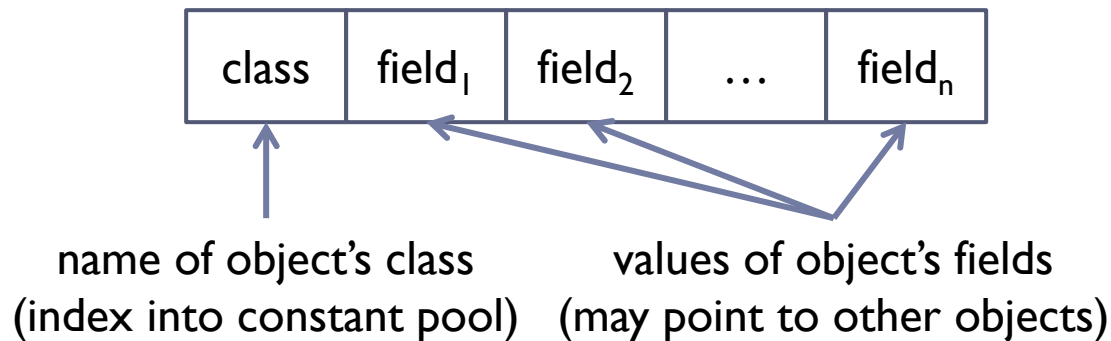 class field₁ field₂ … fieldₙ
name of object’s class values of object’s fields
(index into constant pool) (may point to other objects)